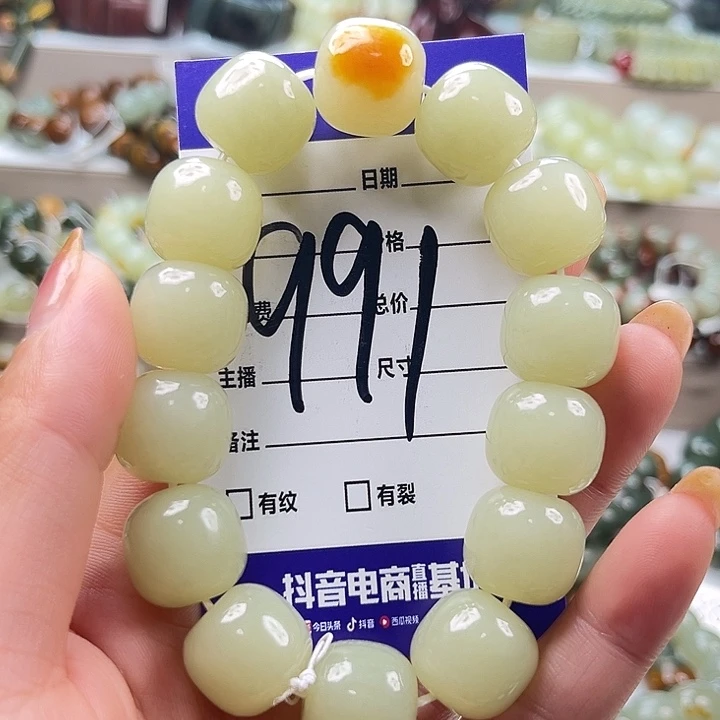 日期
991
格
费 总价
主播 尺寸
备注
□有纹 □有裂
抖音电商直播基地
今日头条 抖音 西瓜视频